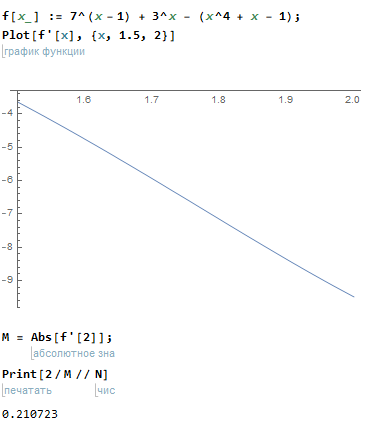 f[x_] := 7^(x-1) + 3^x - (x^4 + x - 1);
Plot[f'[x], {x, 1.5, 2}]
график функции
1.6 1.7 1.8 1.9 2.0
-4
-5
-6
-7
-8
-9
M = Abs[f'[2]];
абсолютное зна
Print[2/M // N]
печатать чис
0.210723